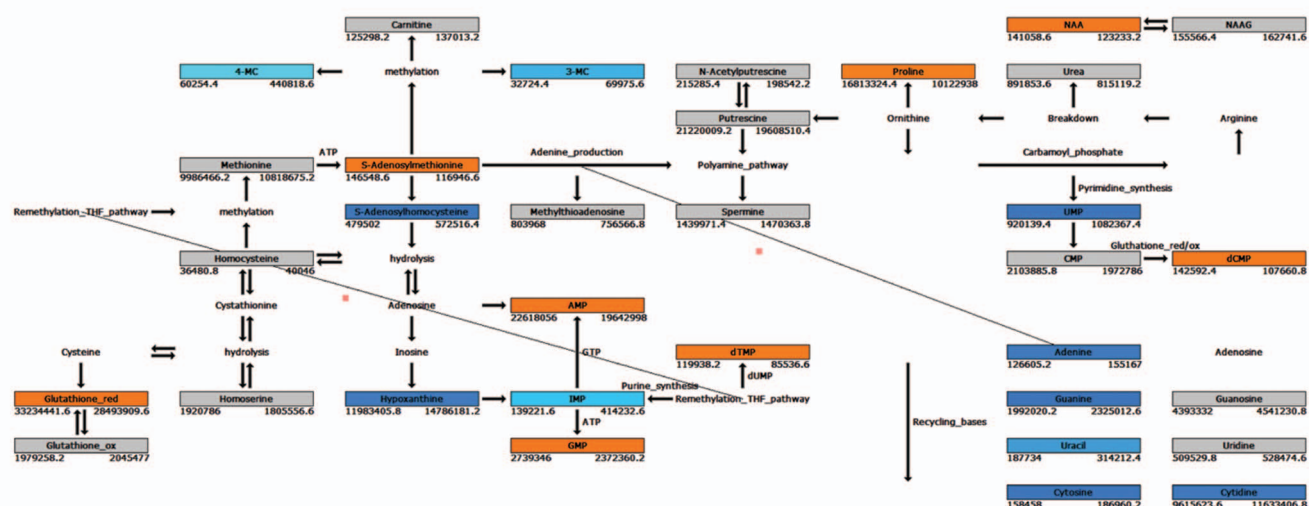 Carnitine
125298.2 137013.2
NAA NAAG
141058.6 123233.2 155566.4 162741.6
4-MC methylation 3-MC N-Acetylputrescine Proline Urea
60254.4 440818.6 32724.4 69975.6 215285.4 198542.2 16813324.4 10122938 891853.6 815119.2
Putrescine Ornithine Breakdown Arginine
21220009.2 19608510.4
ATP Adenine_production Carbamoyl_phosphate
Methionine S-Adenosylmethionine Polyamine_pathway
9986466.2 10818675.2 146548.6 116946.6
Pyrimidine_synthesis
Remethylation_THF_pathway methylation S-Adenosylhomocysteine Methylthioadenosine Spermine UMP
479502 572516.4 803968 756566.8 1439971.4 1470363.8 920139.4 1082367.4
Gluthatione_red/ox
Homocysteine hydrolysis CMP dCMP
36480.8 40046 2103885.8 1972786 142592.4 107660.8
Cystathionine Adenosine AMP
22618056 19642998
Cysteine hydrolysis Inosine GTP dTMP Adenine Adenosine
119938.2 85536.6 126605.2 155167
dUMP
Purine_synthesis
Glutathione_red Homoserine Hypoxanthine IMP Remethylation_THF_pathway Guanine Guanosine
33234441.6 28493909.6 1920786 1805556.6 11983405.8 14786181.2 139221.6 414232.6 1992020.2 2325012.6 4393332 4541230.8
ATP Recycling_bases
Glutathione_ox GMP Uracil Uridine
1979258.2 2045477 2739346 2372360.2 187734 314212.4 509529.8 528474.6
Cytosine Cytidine
158458 186960.2 9615623.6 11633406.8